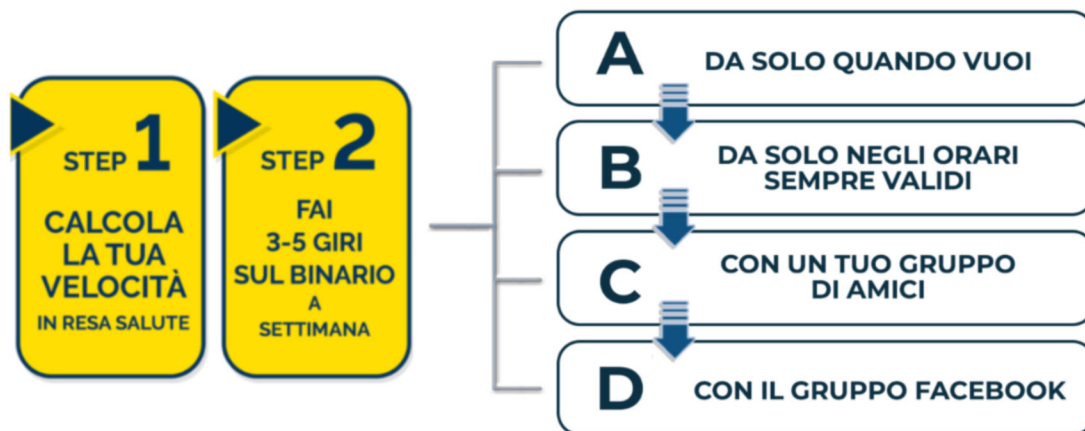 STEP 1
CALCOLA
LA TUA
VELOCITÀ
IN RESA SALUTE
STEP 2
FAI
3-5 GIRI
SUL BINARIO
A
SETTIMANA
A DA SOLO QUANDO VUOI
B DA SOLO NEGLI ORARI
SEMPRE VALIDI
C CON UN TUO GRUPPO
DI AMICI
D CON IL GRUPPO FACEBOOK